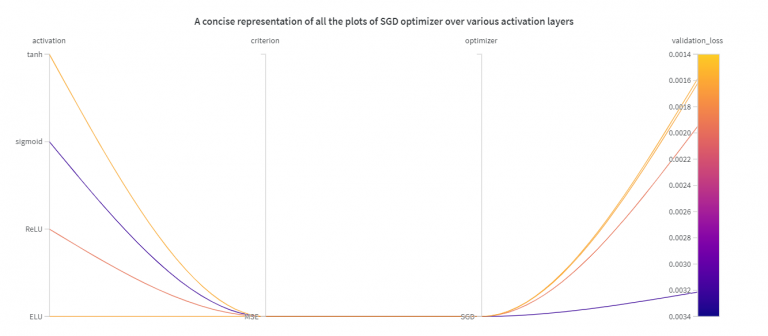 A concise representation of all the plots of SGD optimizer over various activation layers
activation
criterion
optimizer
validation_loss
tanh
sigmoid
ReLU
ELU
SGD
0.0014
0.0016
0.0018
0.0020
0.0022
0.0024
0.0026
0.0028
0.0030
0.0032
0.0034